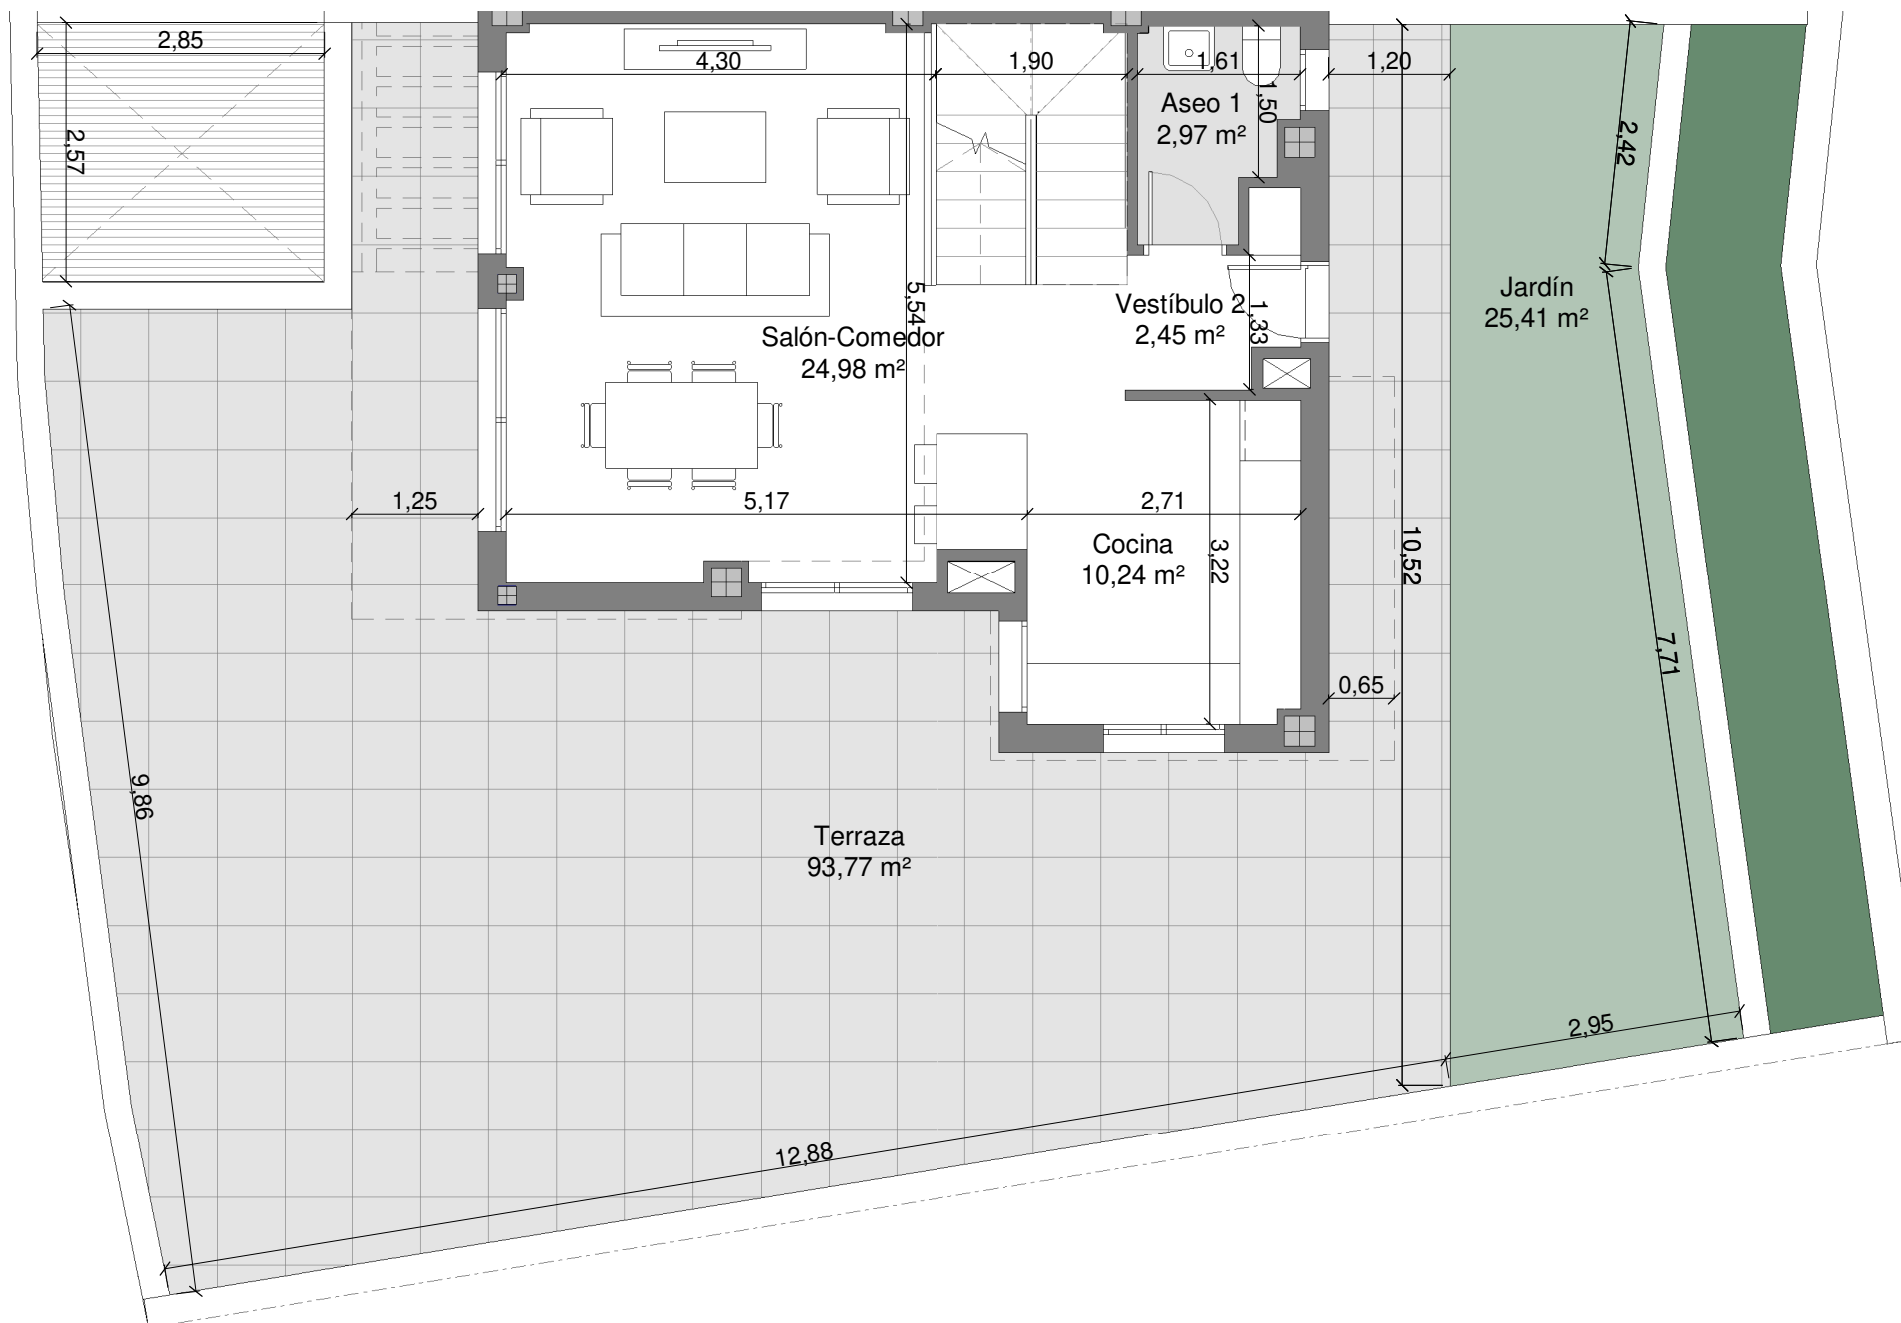 2,85
4,30
1,90
1,61
1,20
2,57
1,50
2,42
Aseo 1
2,97 m²
Jardín
25,41 m²
Vestíbulo 2
2,45 m²
1,33
5,54
Salón-Comedor
24,98 m²
1,25
5,17
2,71
Cocina
10,24 m²
3,22
10,52
7,71
0,65
9,86
Terraza
93,77 m²
2,95
12,88